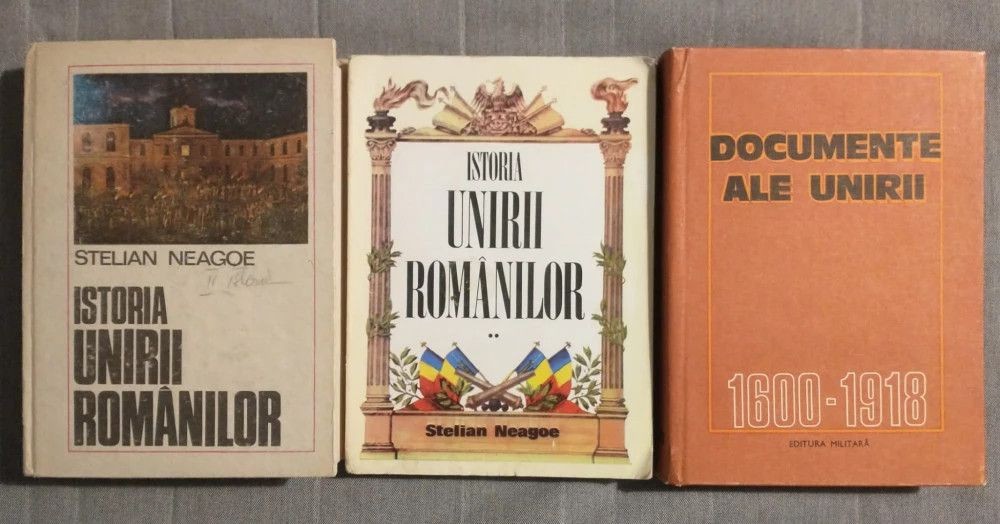 STELIAN NEAGOE
ISTORIA
UNIRII
ROMÂNILOR
ISTORIA
UNIRII
ROMÂNILOR
**
Stelian Neagoe
DOCUMENTE
ALE UNIRII
1600-1918
EDITURA MILITARĂ